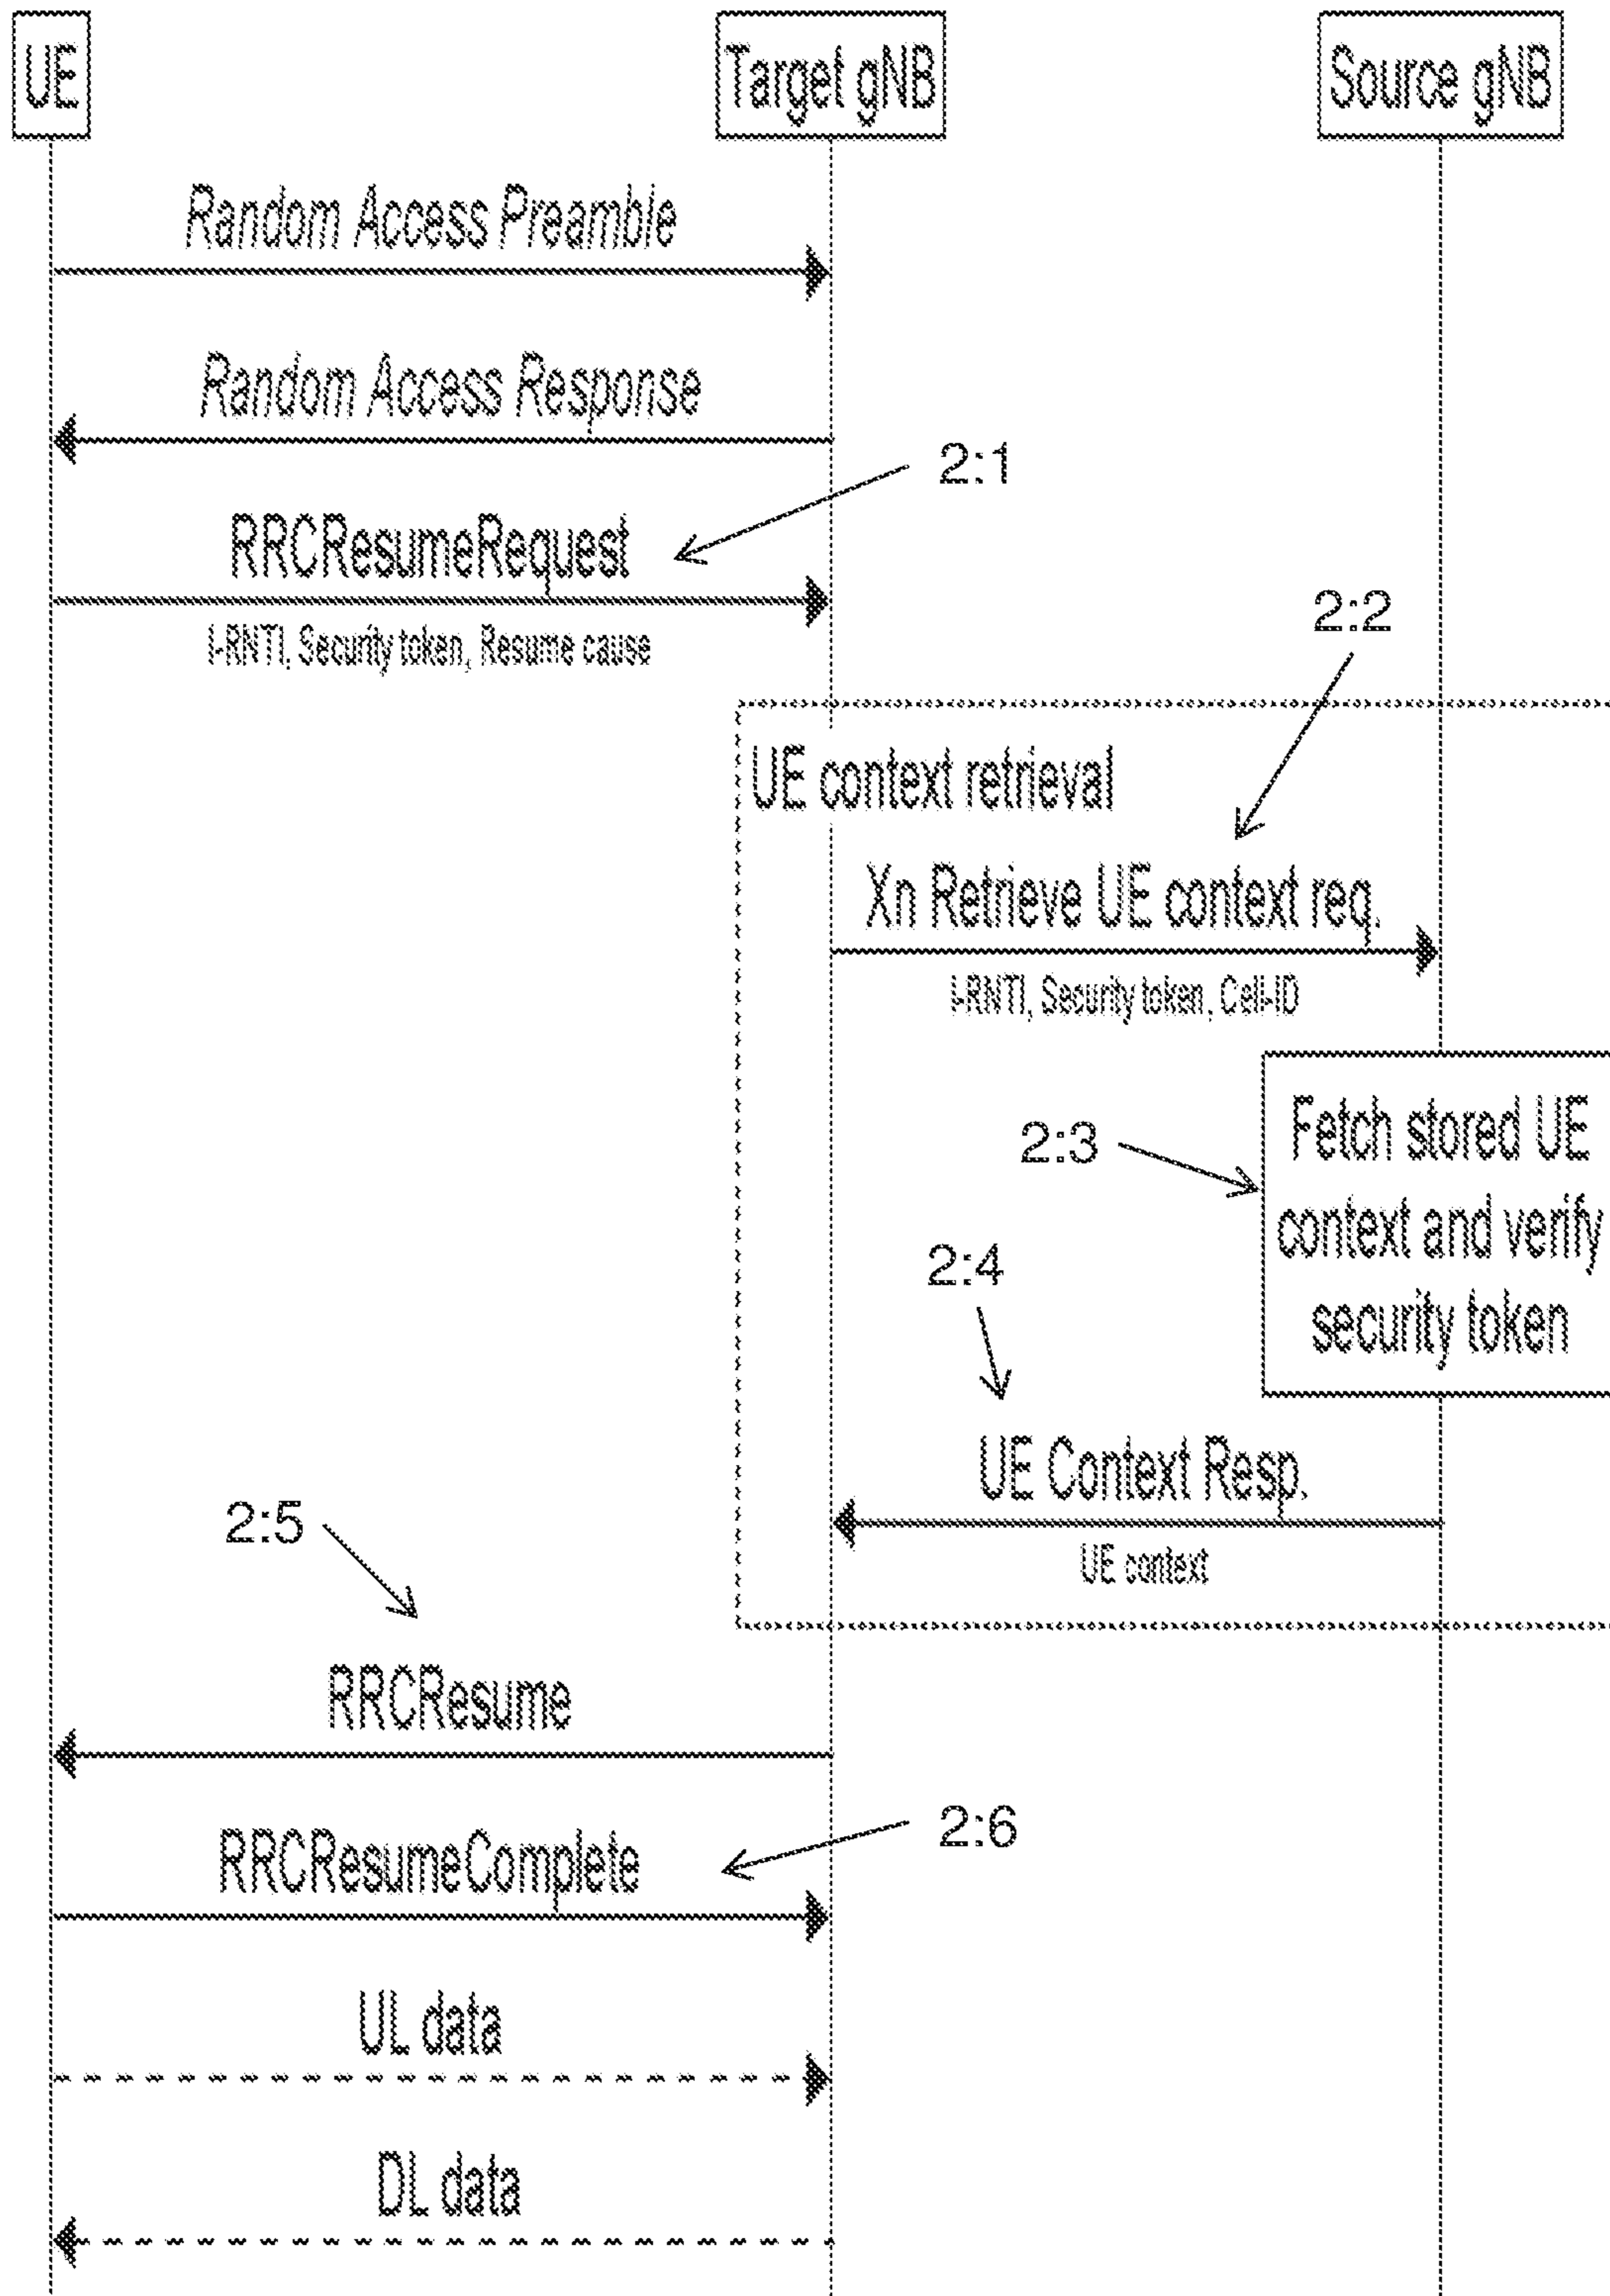 UE
Target gNB
Source gNB
Random Access Preamble
Random Access Response
2:1
RRCResumeRequest
I-RNTI, Security token, Resume cause
2:2
UE context retrieval
Xn Retrieve UE context req.
I-RNTI, Security token, Cell-ID
2:3
Fetch stored UE
context and verify
security token
2:4
UE Context Resp.
UE context
2:5
RRCResume
2:6
RRCResumeComplete
UL data
DL data